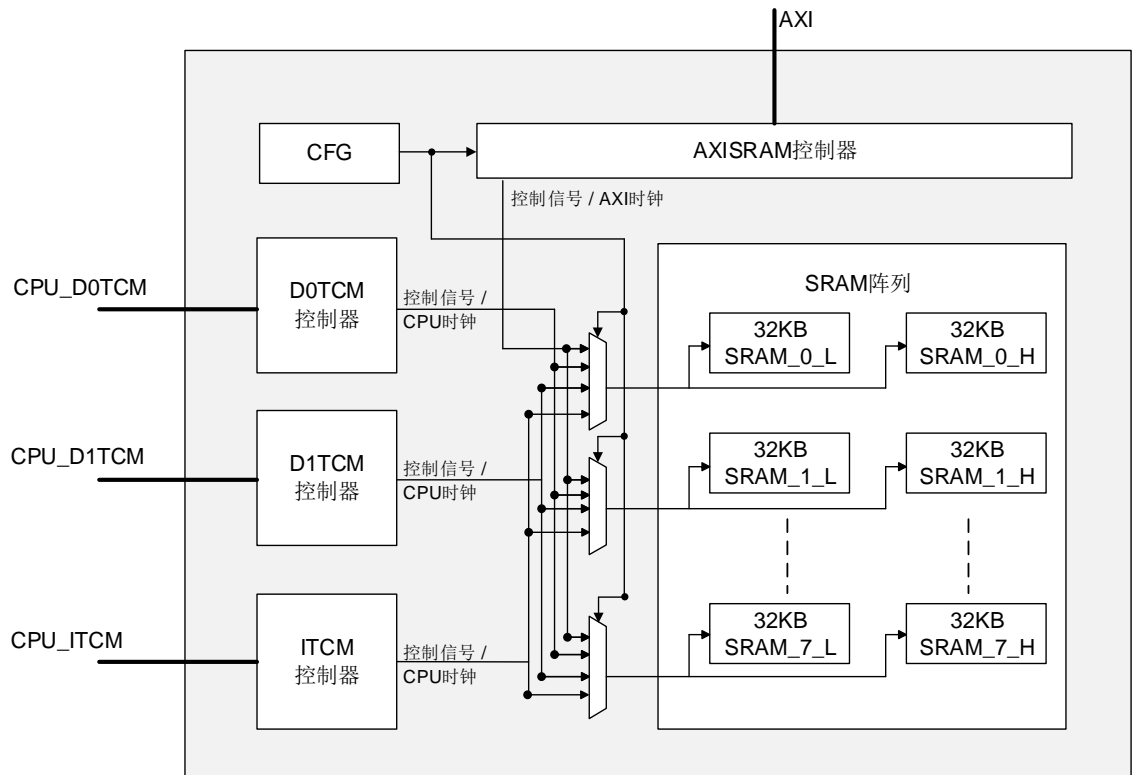 AXI
CFG
AXISRAM控制器
控制信号 / AXI时钟
CPU_D0TCM
D0TCM
控制器
控制信号 /
CPU时钟
SRAM阵列
32KB
SRAM_0_L
32KB
SRAM_0_H
CPU_D1TCM
D1TCM
控制器
控制信号 /
CPU时钟
32KB
SRAM_1_L
32KB
SRAM_1_H
CPU_ITCM
ITCM
控制器
控制信号 /
CPU时钟
32KB
SRAM_7_L
32KB
SRAM_7_H